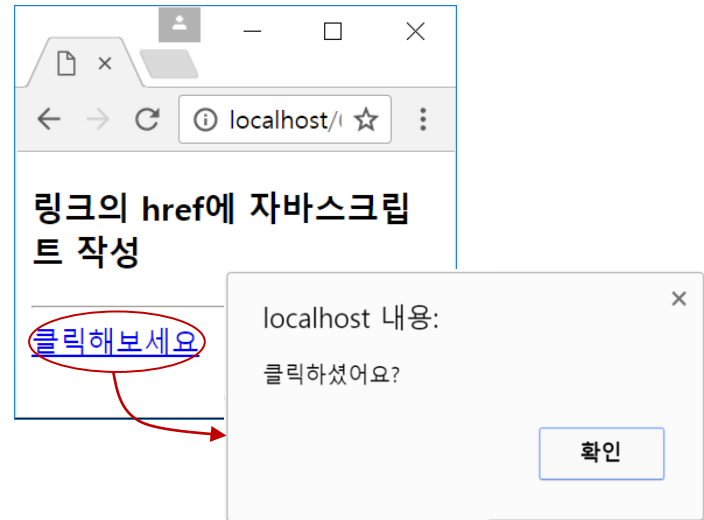 localhost/
링크의 href에 자바스크립
트 작성
클릭해보세요
localhost 내용:
클릭하셨어요?
확인